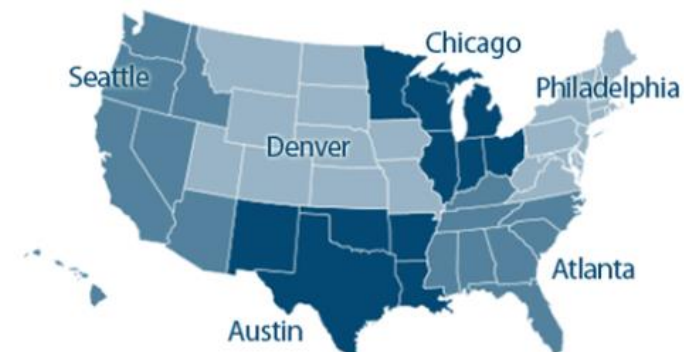 Chicago
Seattle
Philadelphia
Denver
Atlanta
Austin